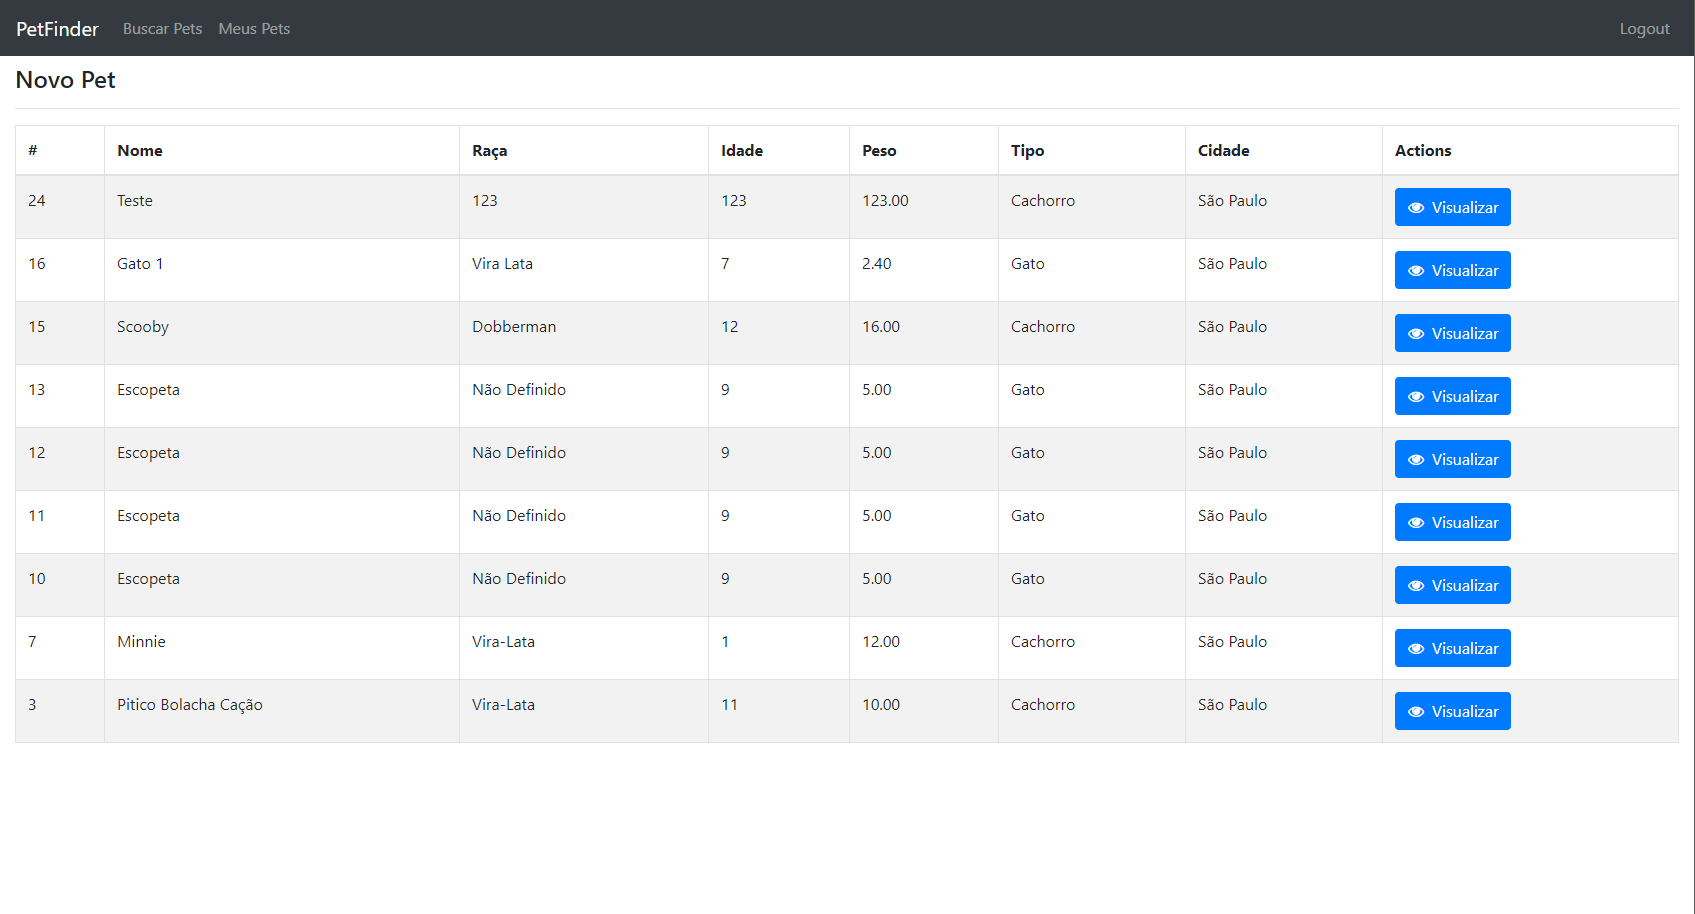 PetFinder Buscar Pets Meus Pets Logout
Novo Pet
# Nome Raça Idade Peso Tipo Cidade Actions
24 Teste 123 123 123.00 Cachorro São Paulo Visualizar
16 Gato 1 Vira Lata 7 2.40 Gato São Paulo Visualizar
15 Scooby Dobberman 12 16.00 Cachorro São Paulo Visualizar
13 Escopeta Não Definido 9 5.00 Gato São Paulo Visualizar
12 Escopeta Não Definido 9 5.00 Gato São Paulo Visualizar
11 Escopeta Não Definido 9 5.00 Gato São Paulo Visualizar
10 Escopeta Não Definido 9 5.00 Gato São Paulo Visualizar
7 Minnie Vira-Lata 1 12.00 Cachorro São Paulo Visualizar
3 Pitico Bolacha Cação Vira-Lata 11 10.00 Cachorro São Paulo Visualizar